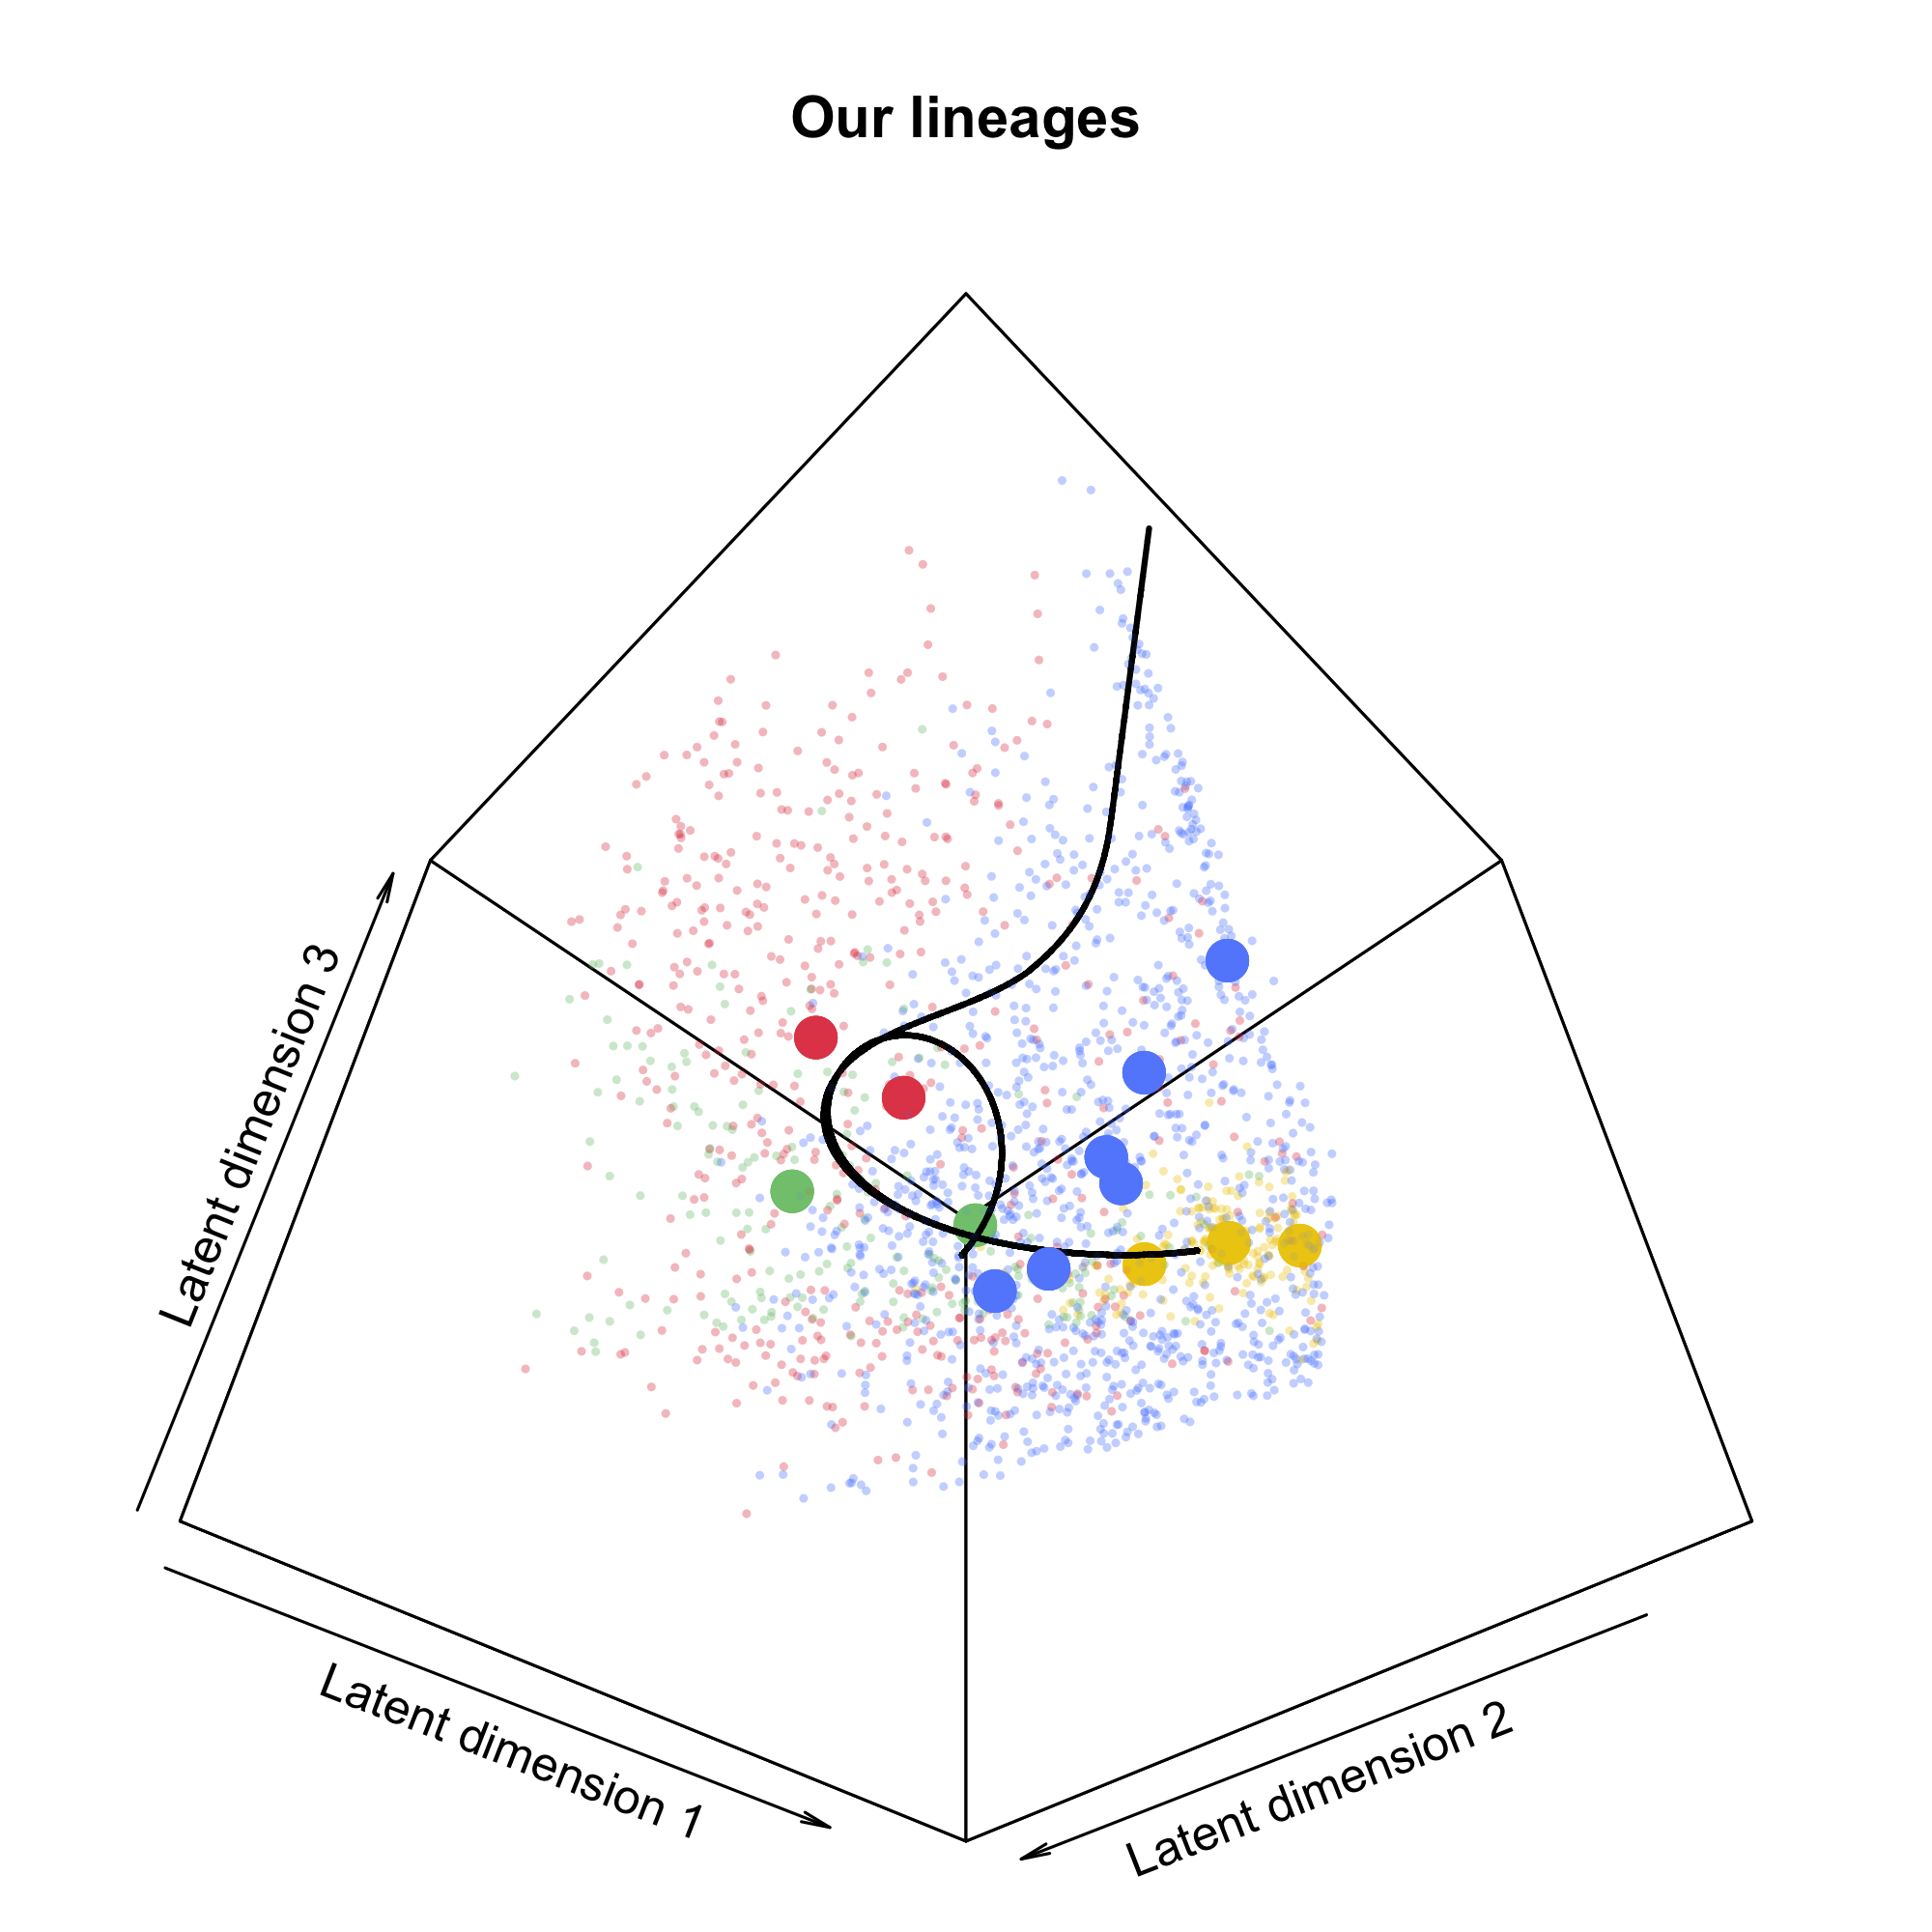 Our lineages
Latent dimension 3
Latent dimension 1
Latent dimension 2